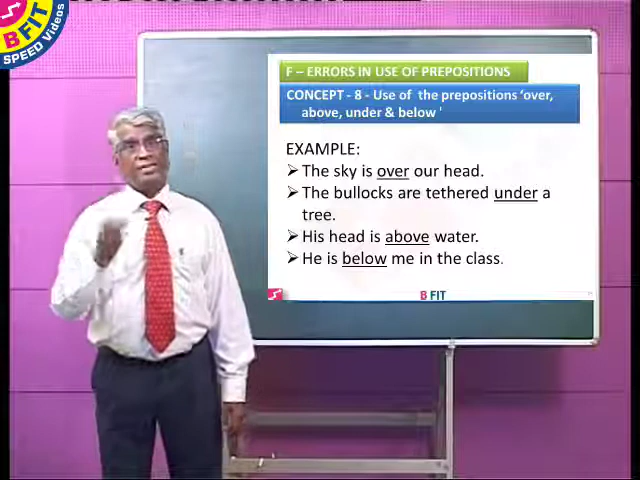 B FIT
SPEED Videos
F – ERRORS IN USE OF PREPOSITIONS
CONCEPT - 8 - Use of the prepositions 'over,
above, under & below '
EXAMPLE:
➢ The sky is over our head.
➢ The bullocks are tethered under a
tree.
➢ His head is above water.
➢ He is below me in the class.
B FIT